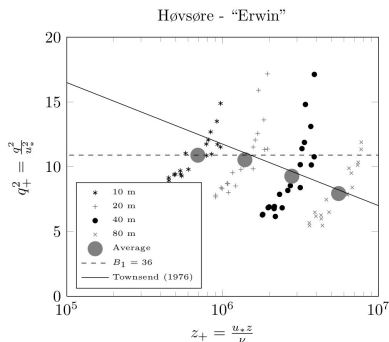 Høvsøre - “Erwin”
20
15
10
5
0
q²₊ = q²/u²⁎
10 m
20 m
40 m
80 m
Average
B₁ = 36
Townsend (1976)
10⁵
10⁶
10⁷
z₊ = u⁎z/ν